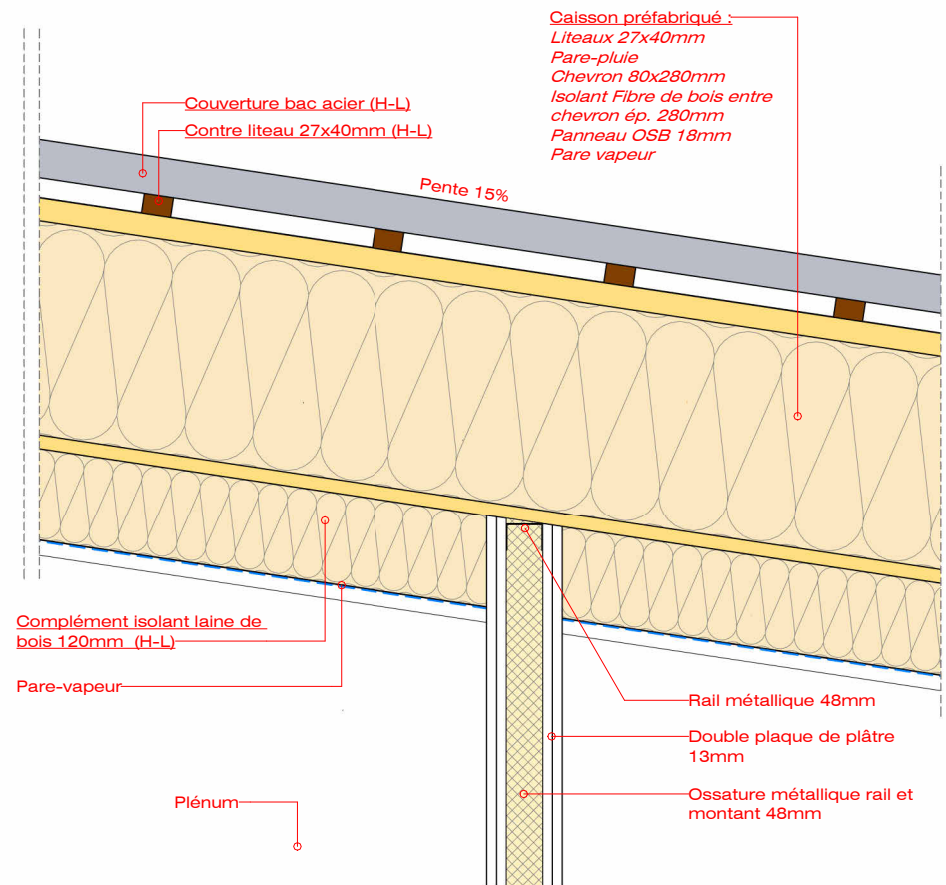 Caisson préfabriqué :
Liteaux 27x40mm
Pare-pluie
Chevron 80x280mm
Isolant Fibre de bois entre
chevron ép. 280mm
Panneau OSB 18mm
Pare vapeur
Couverture bac acier (H-L)
Contre liteau 27x40mm (H-L)
Pente 15%
Complément isolant laine de
bois 120mm (H-L)
Pare-vapeur
Rail métallique 48mm
Double plaque de plâtre
13mm
Plénum
Ossature métallique rail et
montant 48mm